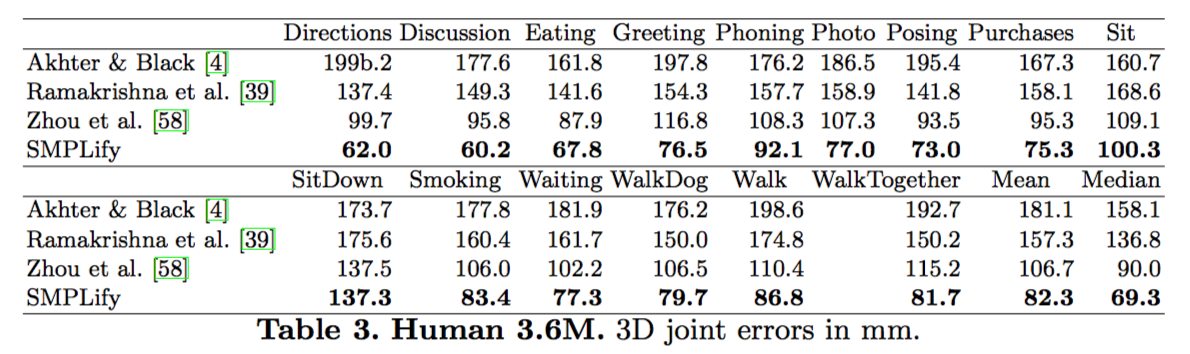 Directions Discussion Eating Greeting Phoning Photo Posing Purchases Sit
Akhter & Black [4] 199b.2 177.6 161.8 197.8 176.2 186.5 195.4 167.3 160.7
Ramakrishna et al. [39] 137.4 149.3 141.6 154.3 157.7 158.9 141.8 158.1 168.6
Zhou et al. [58] 99.7 95.8 87.9 116.8 108.3 107.3 93.5 95.3 109.1
SMPLify 62.0 60.2 67.8 76.5 92.1 77.0 73.0 75.3 100.3
SitDown Smoking Waiting WalkDog Walk WalkTogether Mean Median
Akhter & Black [4] 173.7 177.8 181.9 176.2 198.6 192.7 181.1 158.1
Ramakrishna et al. [39] 175.6 160.4 161.7 150.0 174.8 150.2 157.3 136.8
Zhou et al. [58] 137.5 106.0 102.2 106.5 110.4 115.2 106.7 90.0
SMPLify 137.3 83.4 77.3 79.7 86.8 81.7 82.3 69.3
Table 3. Human 3.6M. 3D joint errors in mm.